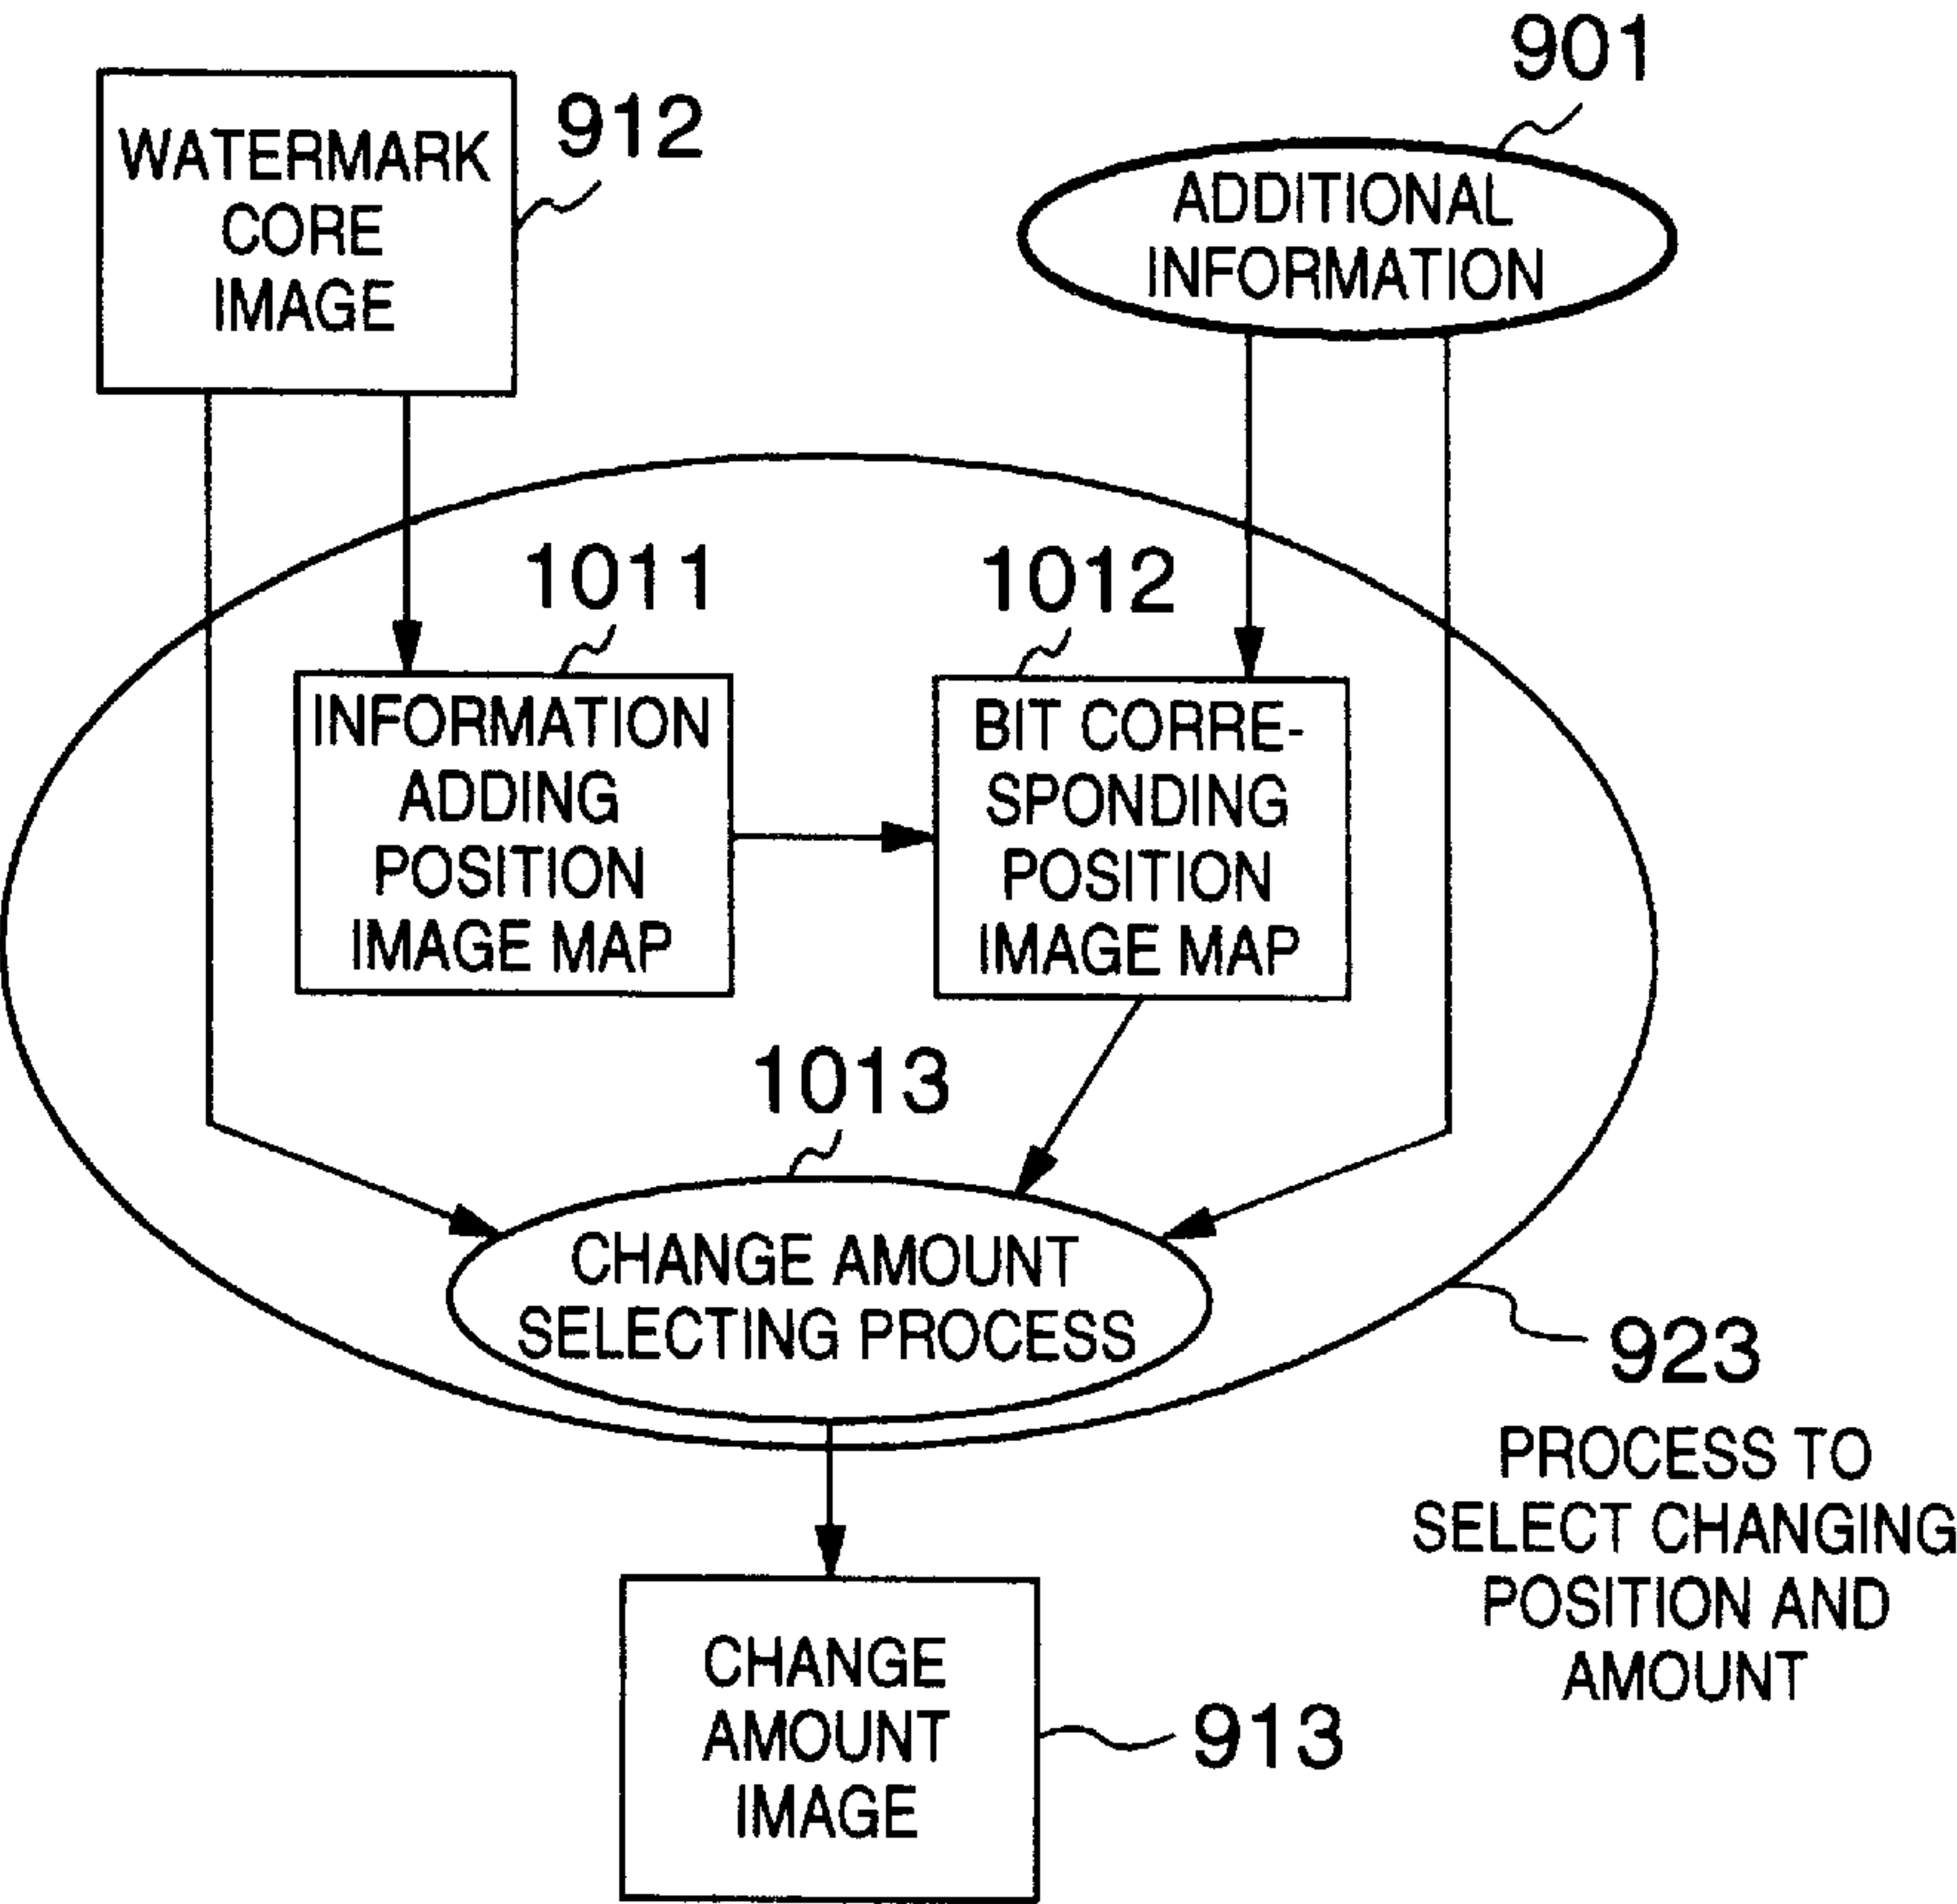 901
912
WATERMARK
CORE
IMAGE
ADDITIONAL
INFORMATION
1011
1012
INFORMATION
ADDING
POSITION
IMAGE MAP
BIT CORRE-
SPONDING
POSITION
IMAGE MAP
1013
CHANGE AMOUNT
SELECTING PROCESS
923
PROCESS TO
SELECT CHANGING
POSITION AND
AMOUNT
CHANGE
AMOUNT
IMAGE
913